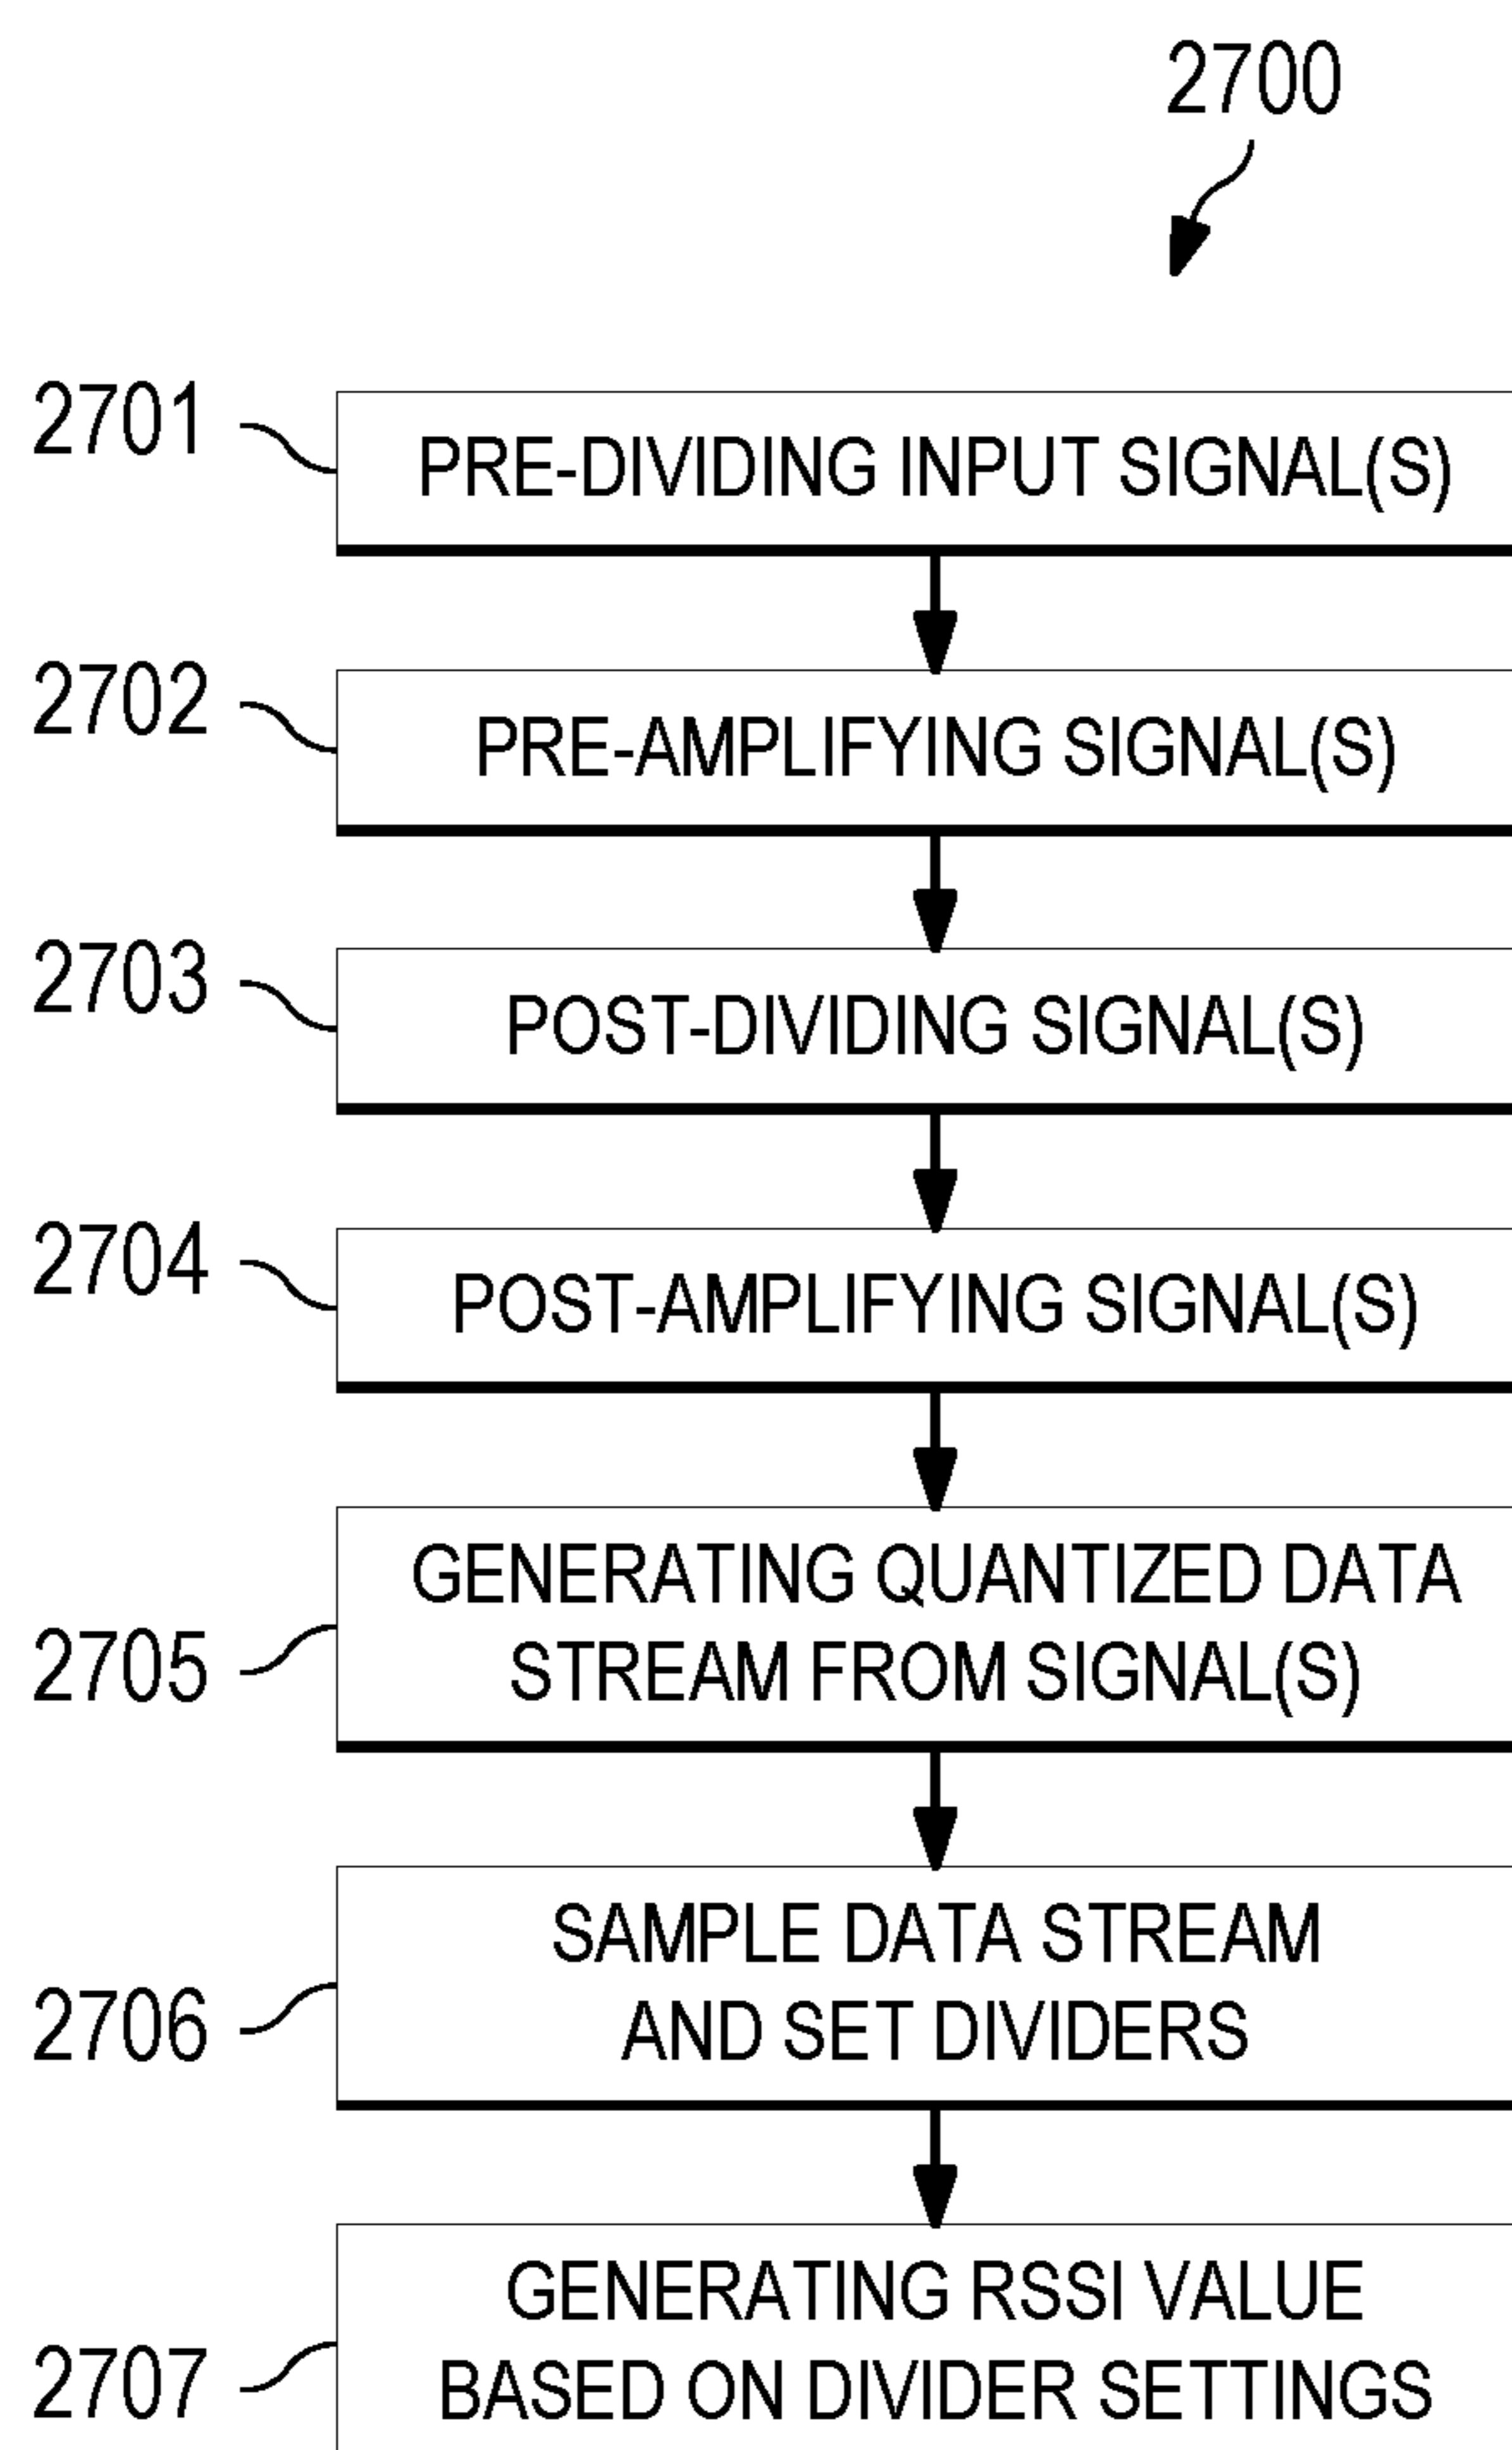 2700
2701
PRE-DIVIDING INPUT SIGNAL(S)
2702
PRE-AMPLIFYING SIGNAL(S)
2703
POST-DIVIDING SIGNAL(S)
2704
POST-AMPLIFYING SIGNAL(S)
2705
GENERATING QUANTIZED DATA
STREAM FROM SIGNAL(S)
2706
SAMPLE DATA STREAM
AND SET DIVIDERS
2707
GENERATING RSSI VALUE
BASED ON DIVIDER SETTINGS